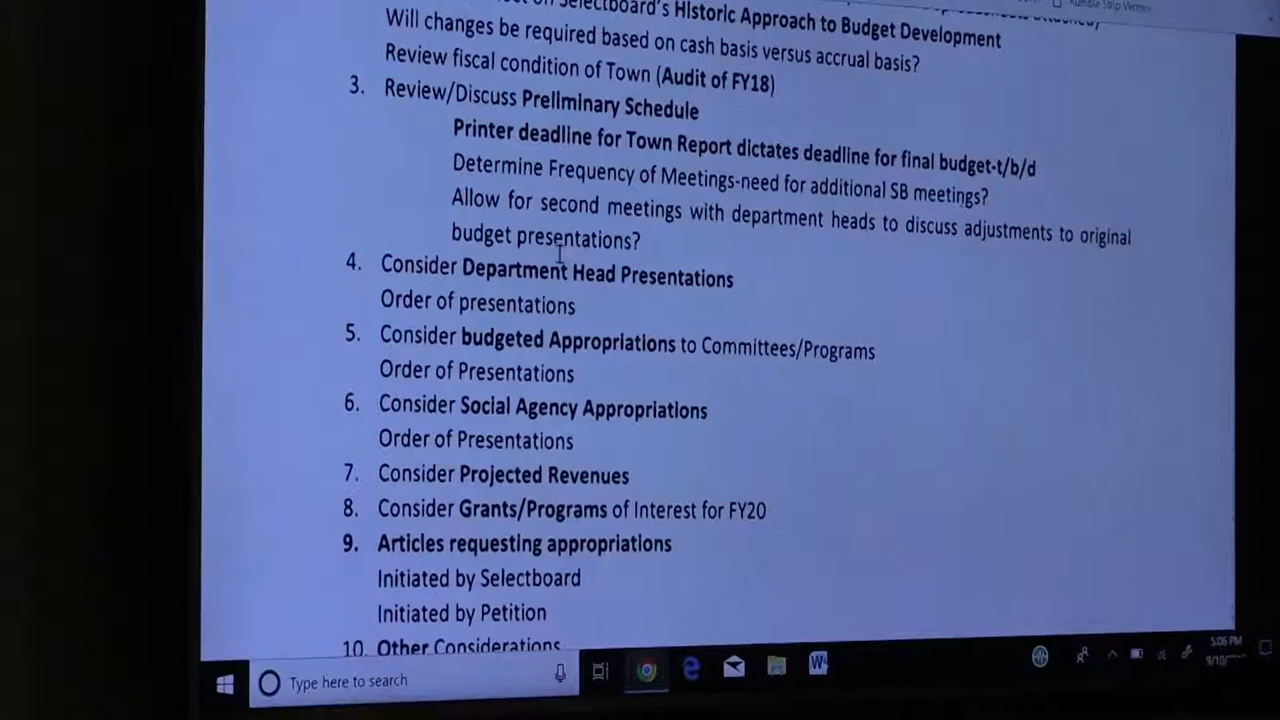 Selectboard's Historic Approach to Budget Development
Will changes be required based on cash basis versus accrual basis?
Review fiscal condition of Town (Audit of FY18)
3. Review/Discuss Preliminary Schedule
Printer deadline for Town Report dictates deadline for final budget-t/b/d
Determine Frequency of Meetings-need for additional SB meetings?
Allow for second meetings with department heads to discuss adjustments to original
budget presentations?
4. Consider Department Head Presentations
Order of presentations
5. Consider budgeted Appropriations to Committees/Programs
Order of Presentations
6. Consider Social Agency Appropriations
Order of Presentations
7. Consider Projected Revenues
8. Consider Grants/Programs of Interest for FY20
9. Articles requesting appropriations
Initiated by Selectboard
Initiated by Petition
10. Other Considerations
Type here to search
5:06 PM